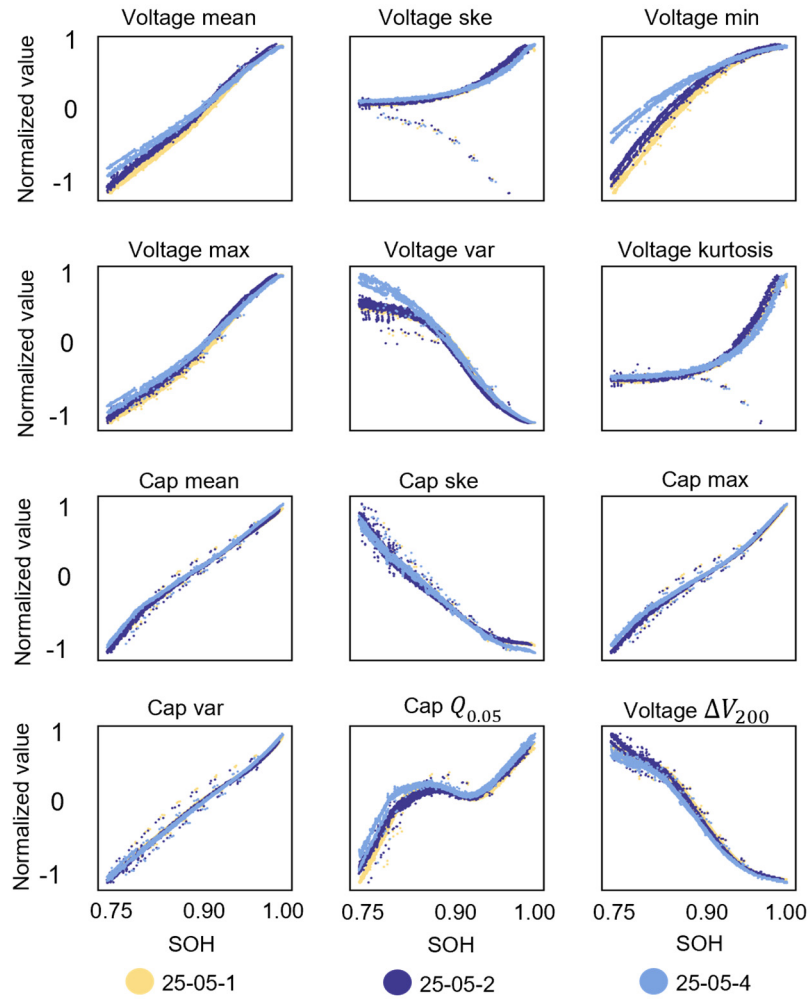 Voltage mean Voltage ske Voltage min
Normalized value
1
0
-1
Voltage max Voltage var Voltage kurtosis
Normalized value
1
0
-1
Cap mean Cap ske Cap max
Normalized value
1
0
-1
Cap var Cap Q₀.₀₅ Voltage ΔV₂₀₀
Normalized value
1
0
-1
0.75 0.90 1.00 0.75 0.90 1.00 0.75 0.90 1.00
SOH SOH SOH
25-05-1 25-05-2 25-05-4